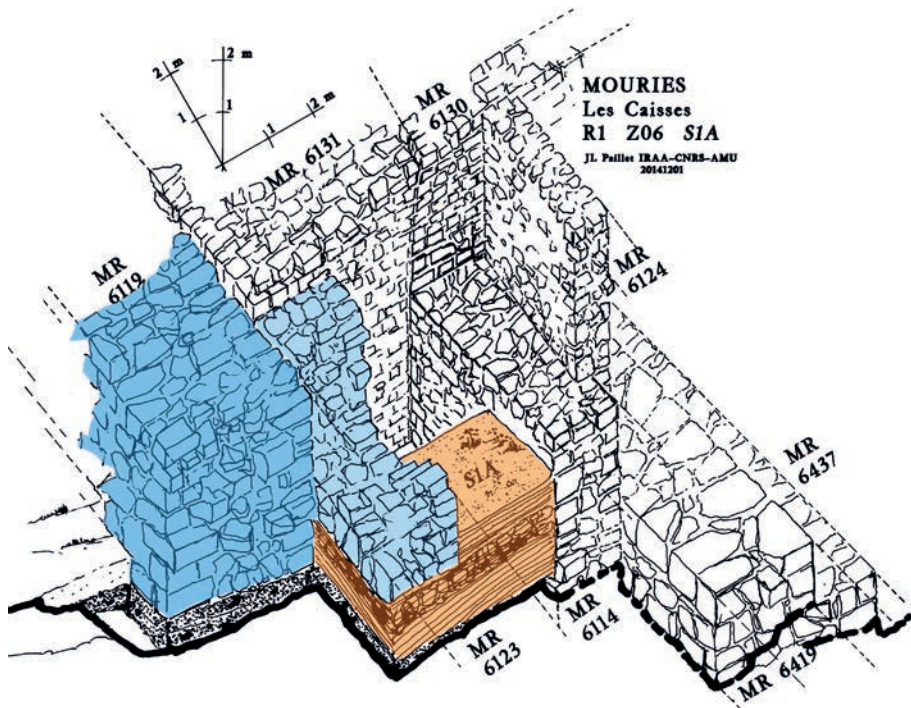 MOURIES
Les Caisses
R1 Z06 S1A
JL Paillet IRAA-CNRS-AMU
20141201
2 m
1
2 m
1
1
2 m
MR 6131
MR
6130
MR
6119
MR
6124
S1A
MR
6437
MR
6114
MR
6123
MR 6419